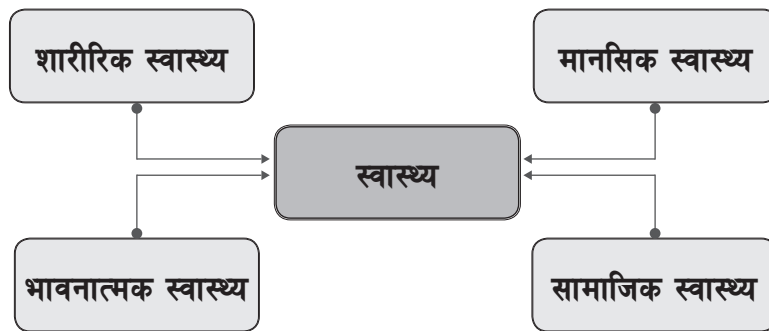 शारीरिक स्वास्थ्य
मानसिक स्वास्थ्य
स्वास्थ्य
भावनात्मक स्वास्थ्य
सामाजिक स्वास्थ्य